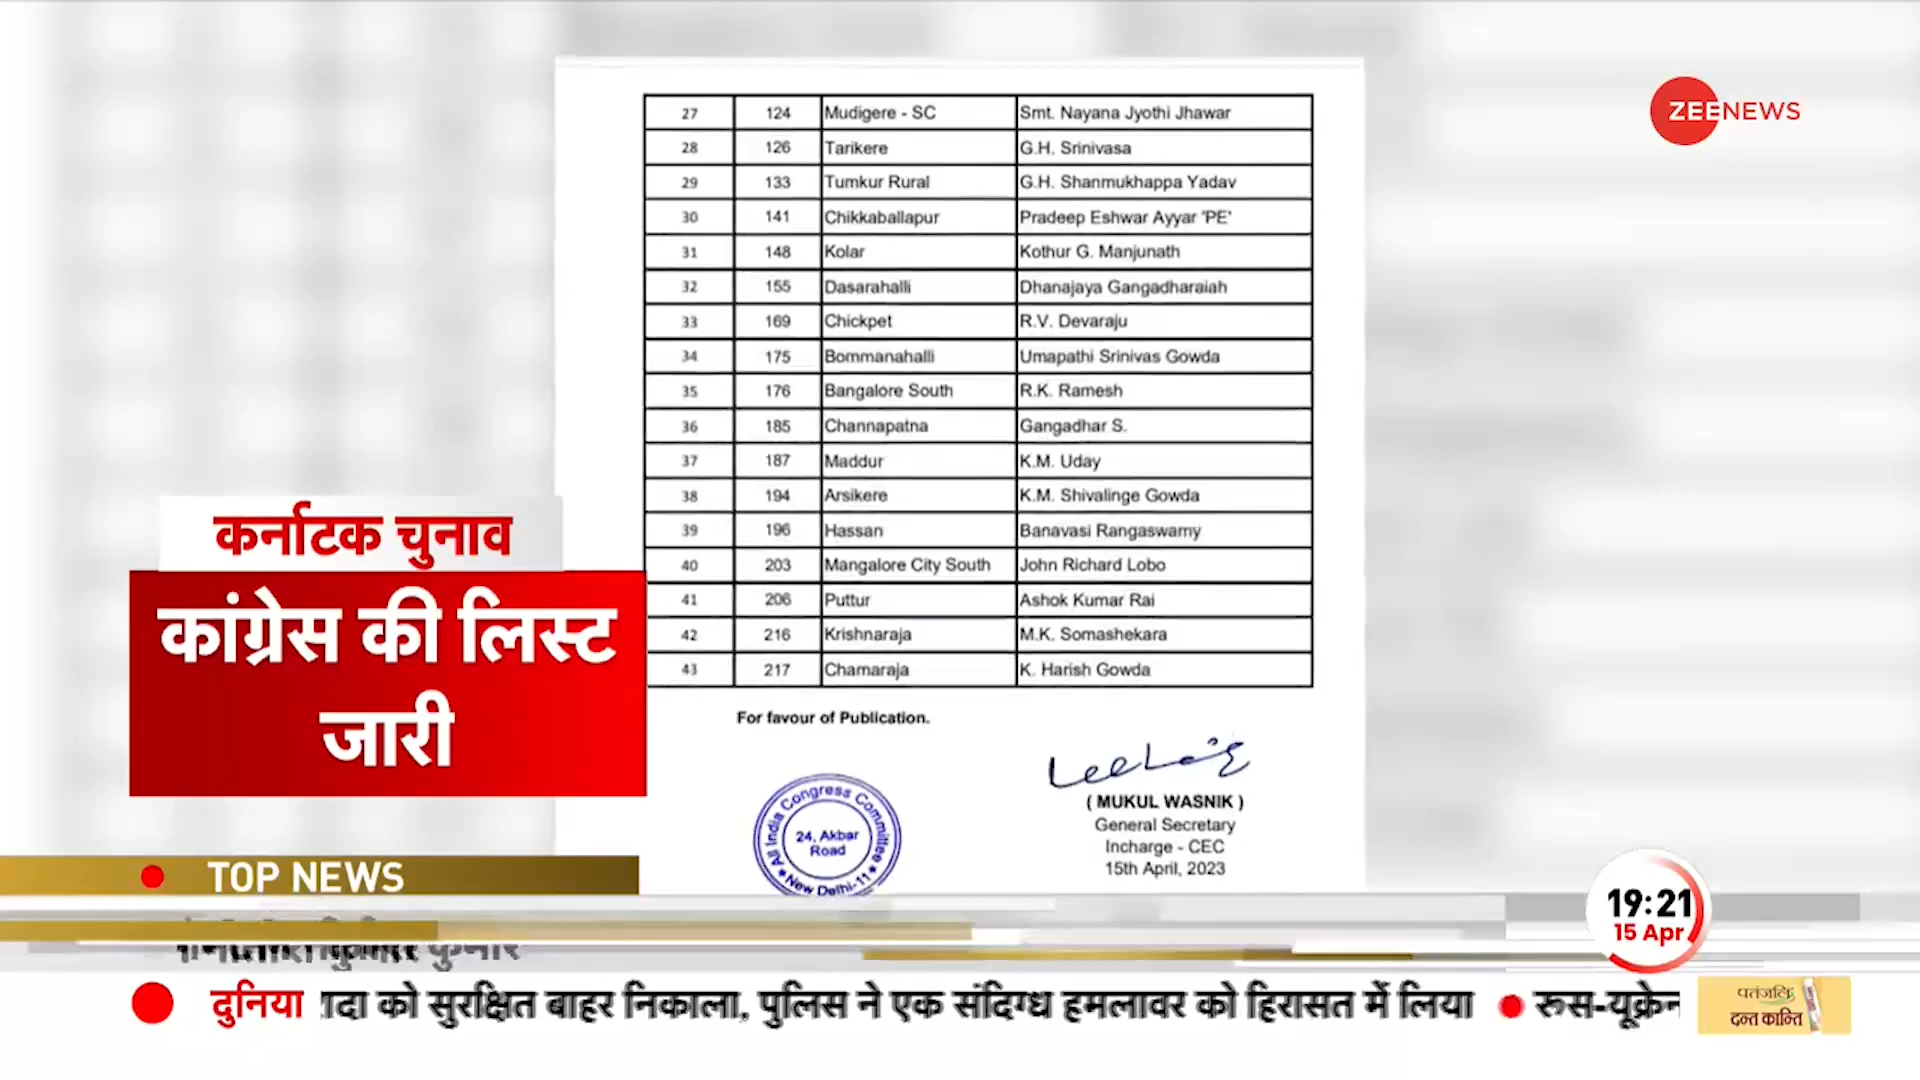 ZEENEWS
27 124 Mudigere - SC Smt. Nayana Jyothi Jhawar
28 126 Tarikere G.H. Srinivasa
29 133 Tumkur Rural G.H. Shanmukhappa Yadav
30 141 Chikkaballapur Pradeep Eshwar Ayyar 'PE'
31 148 Kolar Kothur G. Manjunath
32 155 Dasarahalli Dhanajaya Gangadharaiah
33 169 Chickpet R.V. Devaraju
34 175 Bommanahalli Umapathi Srinivas Gowda
35 176 Bangalore South R.K. Ramesh
36 185 Channapatna Gangadhar S.
37 187 Maddur K.M. Uday
38 194 Arsikere K.M. Shivalinge Gowda
39 196 Hassan Banavasi Rangaswamy
40 203 Mangalore City South John Richard Lobo
41 206 Puttur Ashok Kumar Rai
42 216 Krishnaraja M.K. Somashekara
43 217 Chamaraja K. Harish Gowda
For favour of Publication.
( MUKUL WASNIK )
General Secretary
Incharge - CEC
15th April, 2023
All India Congress Committee
24, Akbar
Road
New Delhi-11
कर्नाटक चुनाव
कांग्रेस की लिस्ट
जारी
TOP NEWS
19:21
15 Apr
दुनिया को सुरक्षित बाहर निकाला, पुलिस ने एक संदिग्ध हमलावर को हिरासत में लिया रूस-यूक्रेन
पतंजलि
दन्त कान्ति